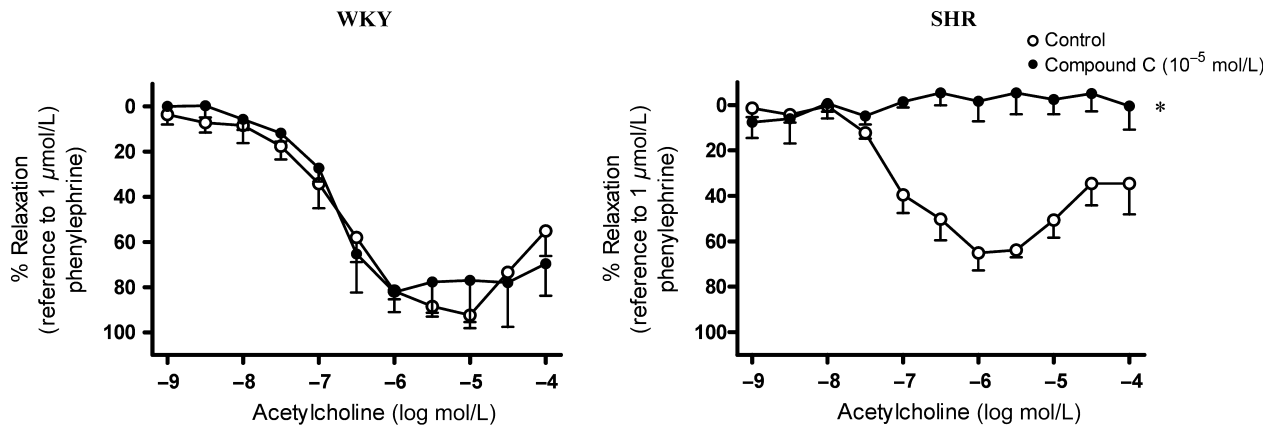 WKY
0
20
40
60
80
100
% Relaxation
(reference to 1 µmol/L
phenylephrine)
–9
–8
–7
–6
–5
–4
Acetylcholine (log mol/L)
SHR
Control
Compound C (10⁻⁵ mol/L)
*
0
20
40
60
80
100
% Relaxation
(reference to 1 µmol/L
phenylephrine)
–9
–8
–7
–6
–5
–4
Acetylcholine (log mol/L)